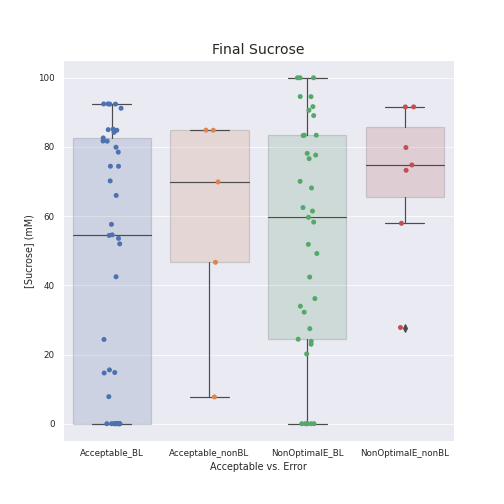 Final Sucrose
100
80
60
40
20
0
[Sucrose] (mM)
Acceptable_BL
Acceptable_nonBL
NonOptimalE_BL
NonOptimalE_nonBL
Acceptable vs. Error